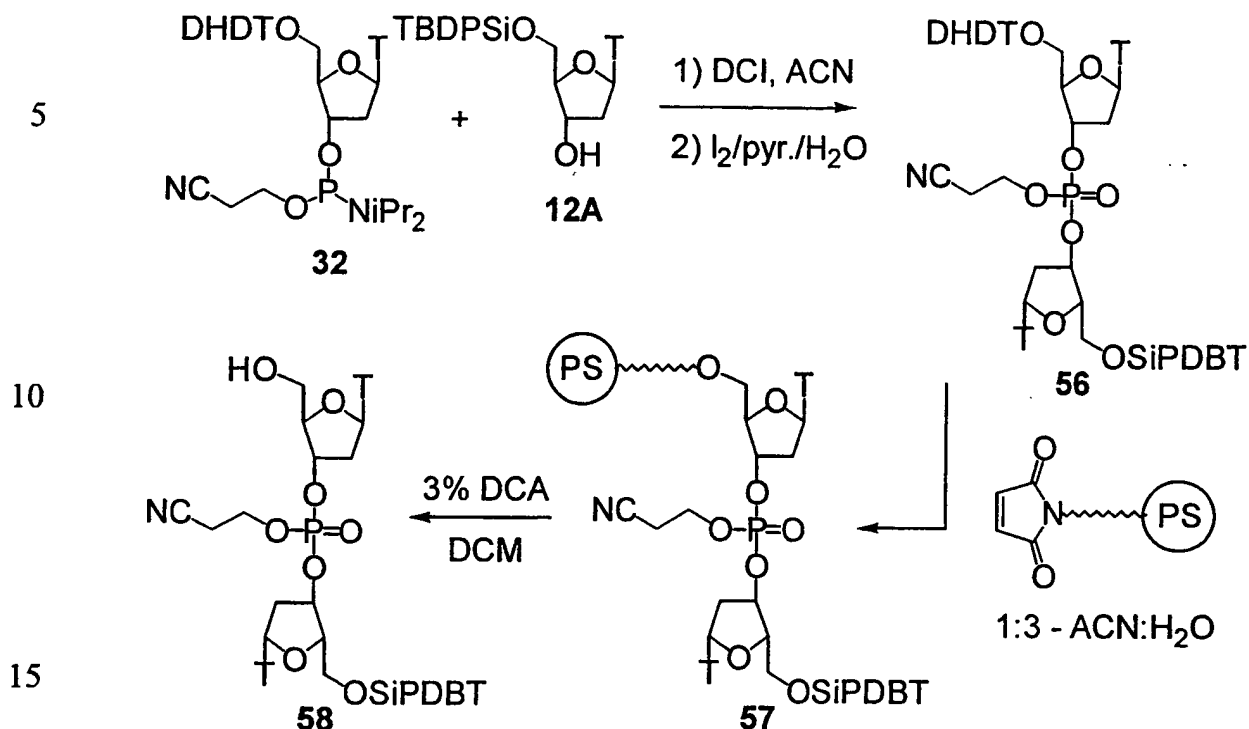 5
DHDTO
O
T
O
NC
O
P
NiPr₂
32
+
TBDPSiO
O
T
OH
12A
1) DCI, ACN
2) I₂/pyr./H₂O
DHDTO
O
T
O
NC
O-P=O
O
O
T
OSiPDBT
56
10
HO
O
T
O
NC
O-P=O
O
O
T
OSiPDBT
58
3% DCA
DCM
PS
O
O
T
O
NC
O-P=O
O
O
T
OSiPDBT
57
O
N
O
PS
1:3 - ACN:H₂O
15